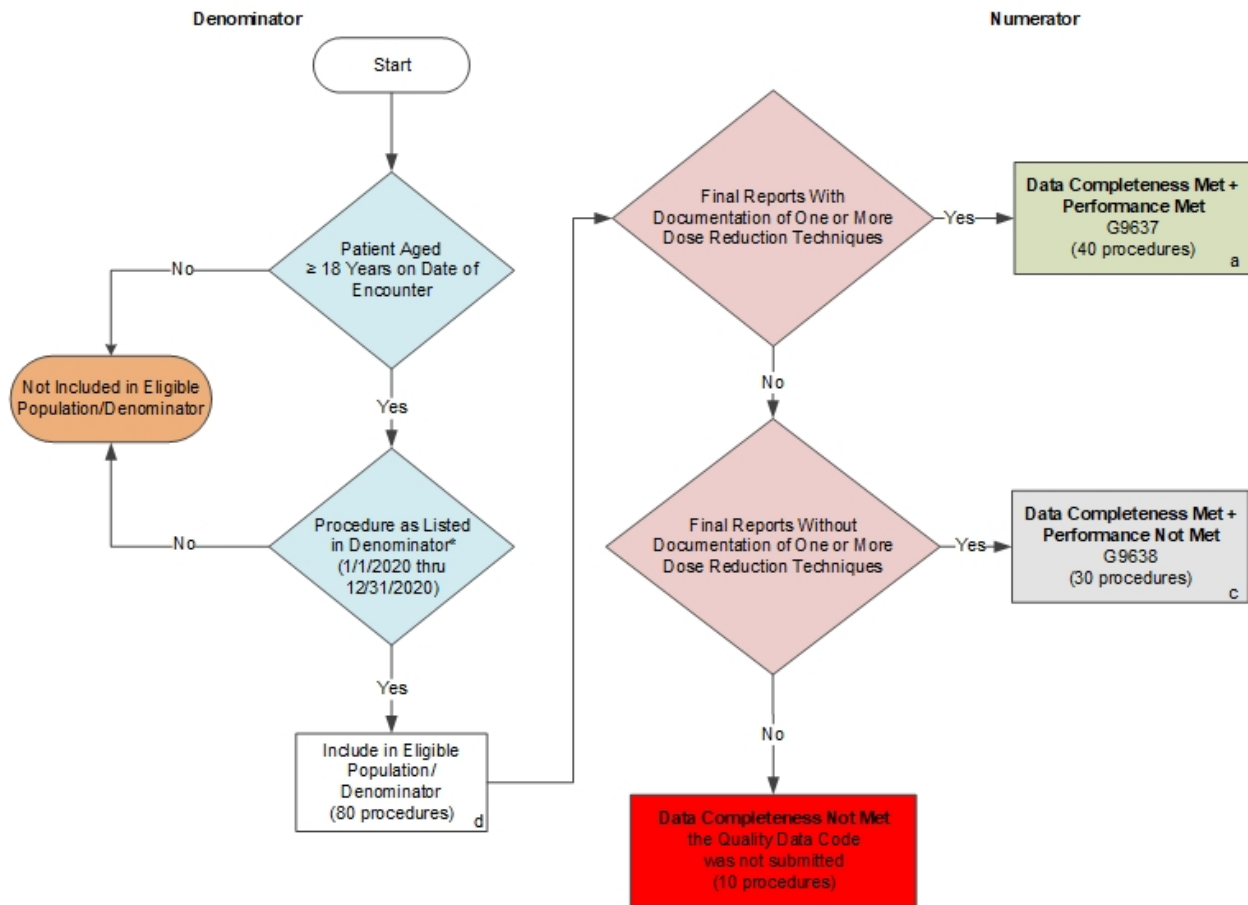 Denominator
Numerator
Start
Patient Aged
≥ 18 Years on Date of
Encounter
No
Not Included in Eligible
Population/Denominator
Yes
Procedure as Listed
in Denominator*
(1/1/2020 thru
12/31/2020)
No
Yes
Include in Eligible
Population/
Denominator
(80 procedures)
d
Final Reports With
Documentation of One or More
Dose Reduction Techniques
Yes
Data Completeness Met +
Performance Met
G9637
(40 procedures)
a
No
Final Reports Without
Documentation of One or More
Dose Reduction Techniques
Yes
Data Completeness Met +
Performance Not Met
G9638
(30 procedures)
c
No
Data Completeness Not Met
the Quality Data Code
was not submitted
(10 procedures)